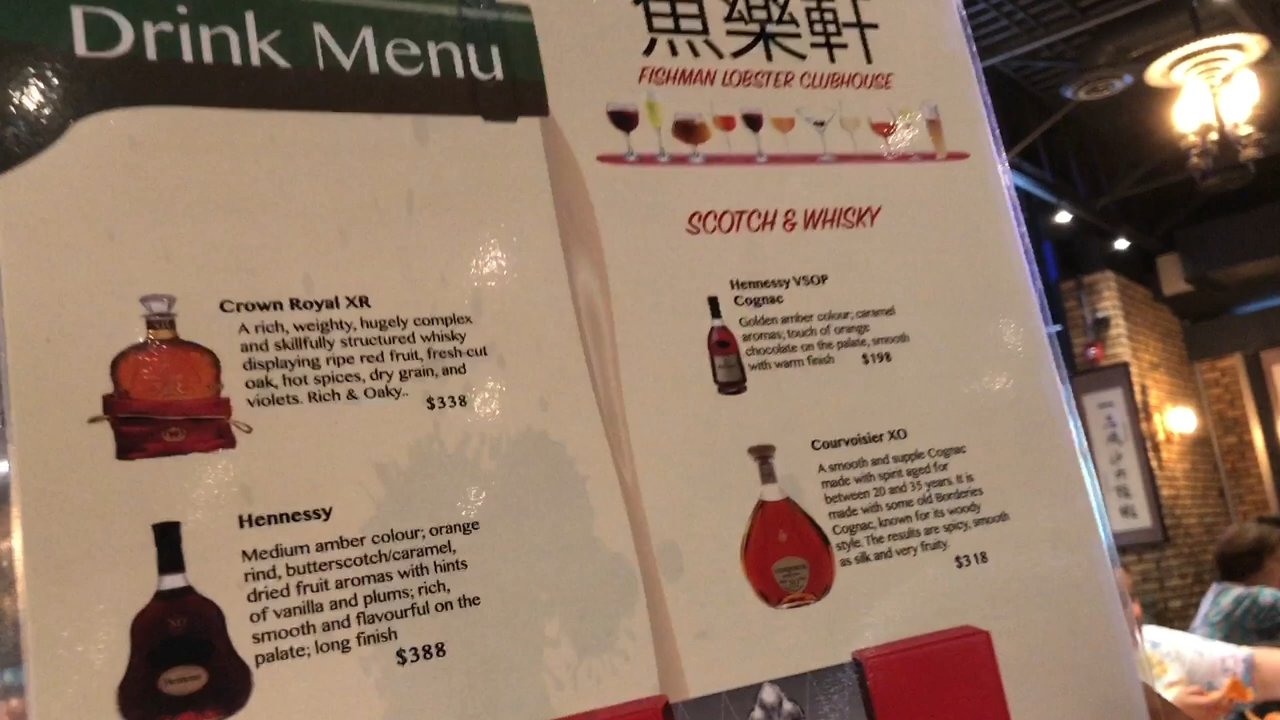 Drink Menu
Crown Royal XR
A rich, weighty, hugely complex
and skillfully structured whisky
displaying ripe red fruit, fresh-cut
oak, hot spices, dry grain, and
violets. Rich & Oaky..
$338
Hennessy
Medium amber colour; orange
rind, butterscotch/caramel,
dried fruit aromas with hints
of vanilla and plums; rich,
smooth and flavourful on the
palate; long finish
$388
XO
Hennessy
魚樂軒
FISHMAN LOBSTER CLUBHOUSE
SCOTCH & WHISKY
Hennessy VSOP
Cognac
Golden amber colour; caramel
aromas; touch of orange
chocolate on the palate, smooth
with warm finish $198
Courvoisier XO
A smooth and supple Cognac
made with spirit aged for
between 20 and 35 years. It is
made with some old Borderies
Cognac, known for its woody
style. The results are spicy, smooth
as silk and very fruity.
$318